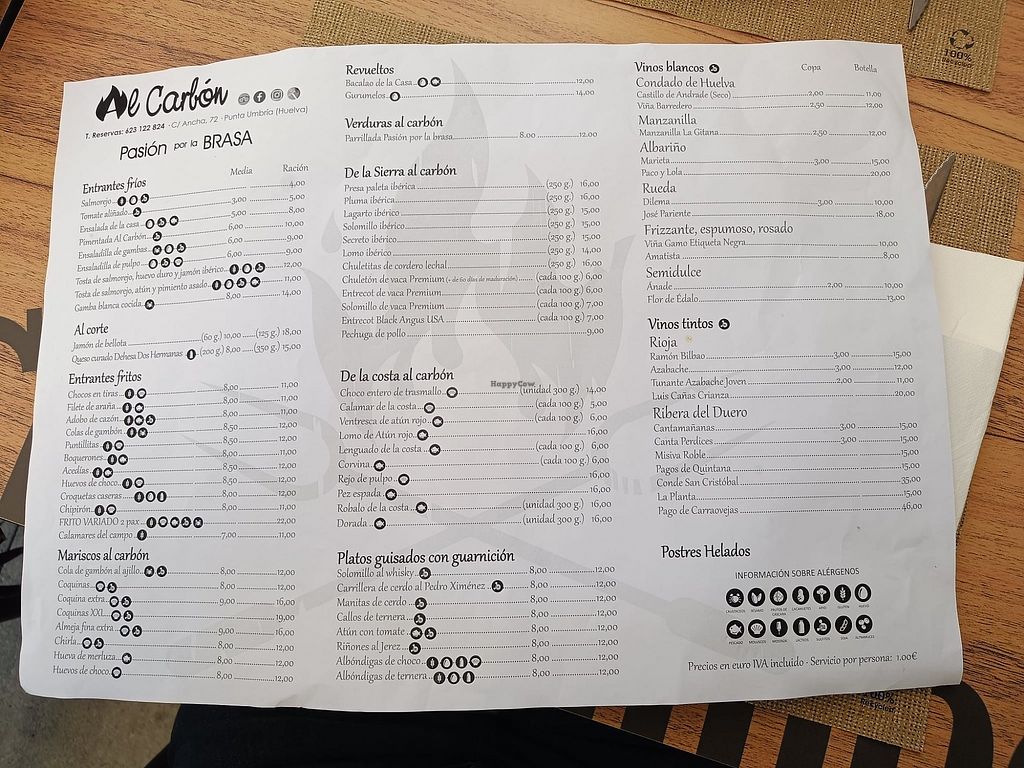 Al Carbón
T. Reservas: 623 122 824 · C/ Ancha, 72 · Punta Umbría (Huelva)
Pasión por la BRASA
Media Ración
Entrantes fríos
Salmorejo 4,00
Tomate aliñado 3,00 5,00
Ensalada de la casa 5,00 8,00
Pimentada Al Carbón 6,00 10,00
Ensaladilla de gambas 9,00
Ensaladilla de pulpo 6,00 9,00
Tosta de salmorejo, huevo duro y jamón ibérico 12,00
Tosta de salmorejo, atún y pimiento asado 11,00
Gamba blanca cocida 8,00 14,00
Al corte
Jamón de bellota (60 g.) 10,00 (125 g.) 18,00
Queso curado Dehesa Dos Hermanas (200 g.) 8,00 (350 g.) 15,00
Entrantes fritos
Chocos en tiras 8,00 11,00
Filete de araña 8,00 11,00
Adobo de cazón 8,00 11,00
Colas de gambón 8,50 12,00
Puntillitas 8,50 12,00
Boquerones 8,00 11,00
Acedías 8,50 12,00
Huevos de choco 8,50 12,00
Croquetas caseras 8,50 12,00
Chipirón 8,00 11,00
FRITO VARIADO 2 pax 22,00
Calamares del campo 7,00 11,00
Mariscos al carbón
Cola de gambón al ajillo 8,00 12,00
Coquinas 8,00 12,00
Coquina extra 9,00 16,00
Coquinas XXL 19,00
Almeja fina extra 9,00 16,00
Chirla 8,00 12,00
Hueva de merluza 8,00 12,00
Huevos de choco 8,00 12,00
Revueltos
Bacalao de la Casa 12,00
Gurumelos 14,00
Verduras al carbón
Parrillada Pasión por la brasa 8,00 12,00
De la Sierra al carbón
Presa paleta ibérica (250 g.) 16,00
Pluma ibérica (250 g.) 16,00
Lagarto ibérico (250 g.) 15,00
Solomillo ibérico (250 g.) 15,00
Secreto ibérico (250 g.) 15,00
Lomo ibérico (250 g.) 14,00
Chuletitas de cordero lechal (250 g.) 16,00
Chuletón de vaca Premium (+ de 60 días de maduración) (cada 100 g.) 6,00
Entrecot de vaca Premium (cada 100 g.) 6,00
Solomillo de vaca Premium (cada 100 g.) 7,00
Entrecot Black Angus USA (cada 100 g.) 7,00
Pechuga de pollo 9,00
De la costa al carbón
HappyCow
Choco entero de trasmallo (unidad 300 g.) 14,00
Calamar de la costa (cada 100 g.) 5,00
Ventresca de atún rojo (cada 100 g.) 6,00
Lomo de Atún rojo 16,00
Lenguado de la costa (cada 100 g.) 6,00
Corvina (cada 100 g.) 6,00
Rejo de pulpo 16,00
Pez espada 16,00
Robalo de la costa (unidad 300 g.) 16,00
Dorada (unidad 300 g.) 16,00
Platos guisados con guarnición
Solomillo al whisky 8,00 12,00
Carrillera de cerdo al Pedro Ximénez 8,00 12,00
Manitas de cerdo 8,00 12,00
Callos de ternera 8,00 12,00
Atún con tomate 8,00 12,00
Riñones al Jerez 8,00 12,00
Albóndigas de choco 8,00 12,00
Albóndigas de ternera 8,00 12,00
Vinos blancos Copa Botella
Condado de Huelva
Castillo de Andrade (Seco) 2,00 11,00
Viña Barredero 2,50 12,00
Manzanilla
Manzanilla La Gitana 2,50 12,00
Albariño
Marieta 3,00 15,00
Paco y Lola 20,00
Rueda
Dilema 3,00 10,00
José Pariente 18,00
Frizzante, espumoso, rosado
Viña Gamo Etiqueta Negra 10,00
Amatista 8,00
Semidulce
Ánade 2,00 10,00
Flor de Édalo 13,00
Vinos tintos
Rioja
Ramón Bilbao 3,00 15,00
Azabache 3,00 12,00
Tunante Azabache Joven 2,00 11,00
Luis Cañas Crianza 20,00
Ribera del Duero
Cantamañanas 3,00 15,00
Canta Perdices 3,00 15,00
Misiva Roble 15,00
Pagos de Quintana 15,00
Conde San Cristóbal 35,00
La Planta 15,00
Pago de Carraovejas 46,00
Postres Helados
INFORMACIÓN SOBRE ALÉRGENOS
CRUSTÁCEOS SÉSAMO FRUTOS DE CÁSCARA CACAHUETES APIO GLUTEN HUEVO
PESCADO MOLUSCOS MOSTAZA LÁCTEOS SULFITOS SOJA ALTRAMUCES
Precios en euro IVA incluido · Servicio por persona: 1.00€
100%